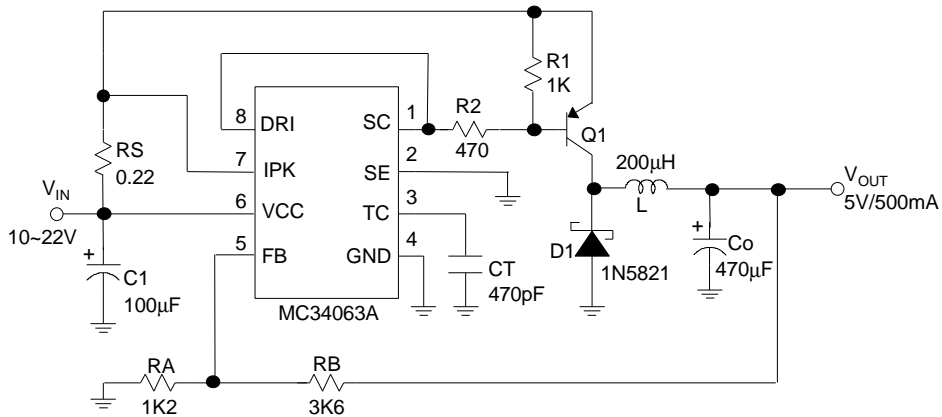 R1
1K
R2
470
Q1
8
DRI
SC
1
7
IPK
SE
2
6
VCC
TC
3
5
FB
GND
4
MC34063A
RS
0.22
VIN
10~22V
+
C1
100µF
CT
470pF
D1
1N5821
200µH
L
+
Co
470µF
VOUT
5V/500mA
RA
1K2
RB
3K6